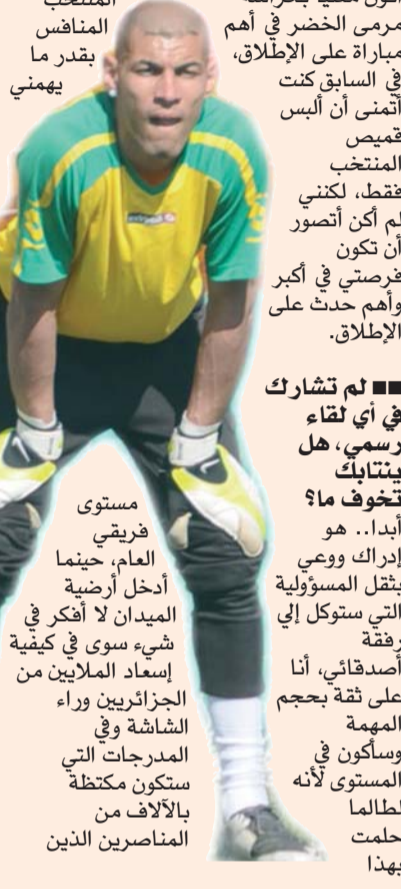 مرمى الخضر في أهم
مباراة على الإطلاق،
في السابق كنت
أتمنى أن ألبس
قميص
المنتخب
فقط، لكنني
لم أكن أتصور
أن تكون
فرصتي في أكبر
وأهم حدث على
الإطلاق.
■■ لم تشارك
في أي لقاء
رسمي، هل
ينتابك
تخوف ما؟
أبدا.. هو
إدراك ووعي
بثقل المسؤولية
التي ستوكل إلي
رفقة
أصدقائي، أنا
على ثقة بحجم
المهمة
وسأكون في
المستوى لأنه
لطالما
حلمت
بهذا
المنتخب
المنافس
بقدر ما
يهمني
مستوى
فريقي
العام، حينما
أدخل أرضية
الميدان لا أفكر في
شيء سوى في كيفية
إسعاد الملايين من
الجزائريين وراء
الشاشة وفي
المدرجات التي
ستكون مكتظة
بالآلاف من
المناصرين الذين